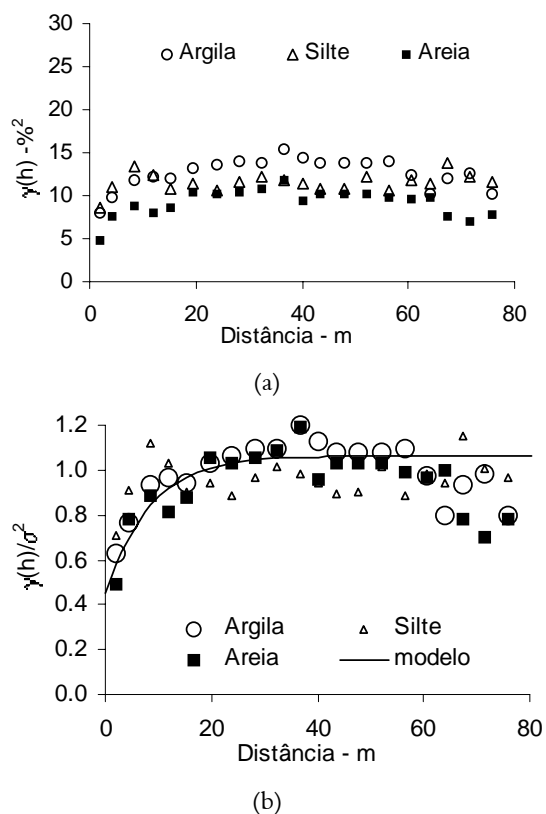 ○ Argila △ Silte ■ Areia
γ(h) -%²
30
25
20
15
10
5
0
0 20 40 60 80
Distância - m
(a)
γ(h)/σ²
1.2
1.0
0.8
0.6
0.4
0.2
0.0
○ Argila △ Silte
■ Areia — modelo
0 20 40 60
Distância - m
(b)